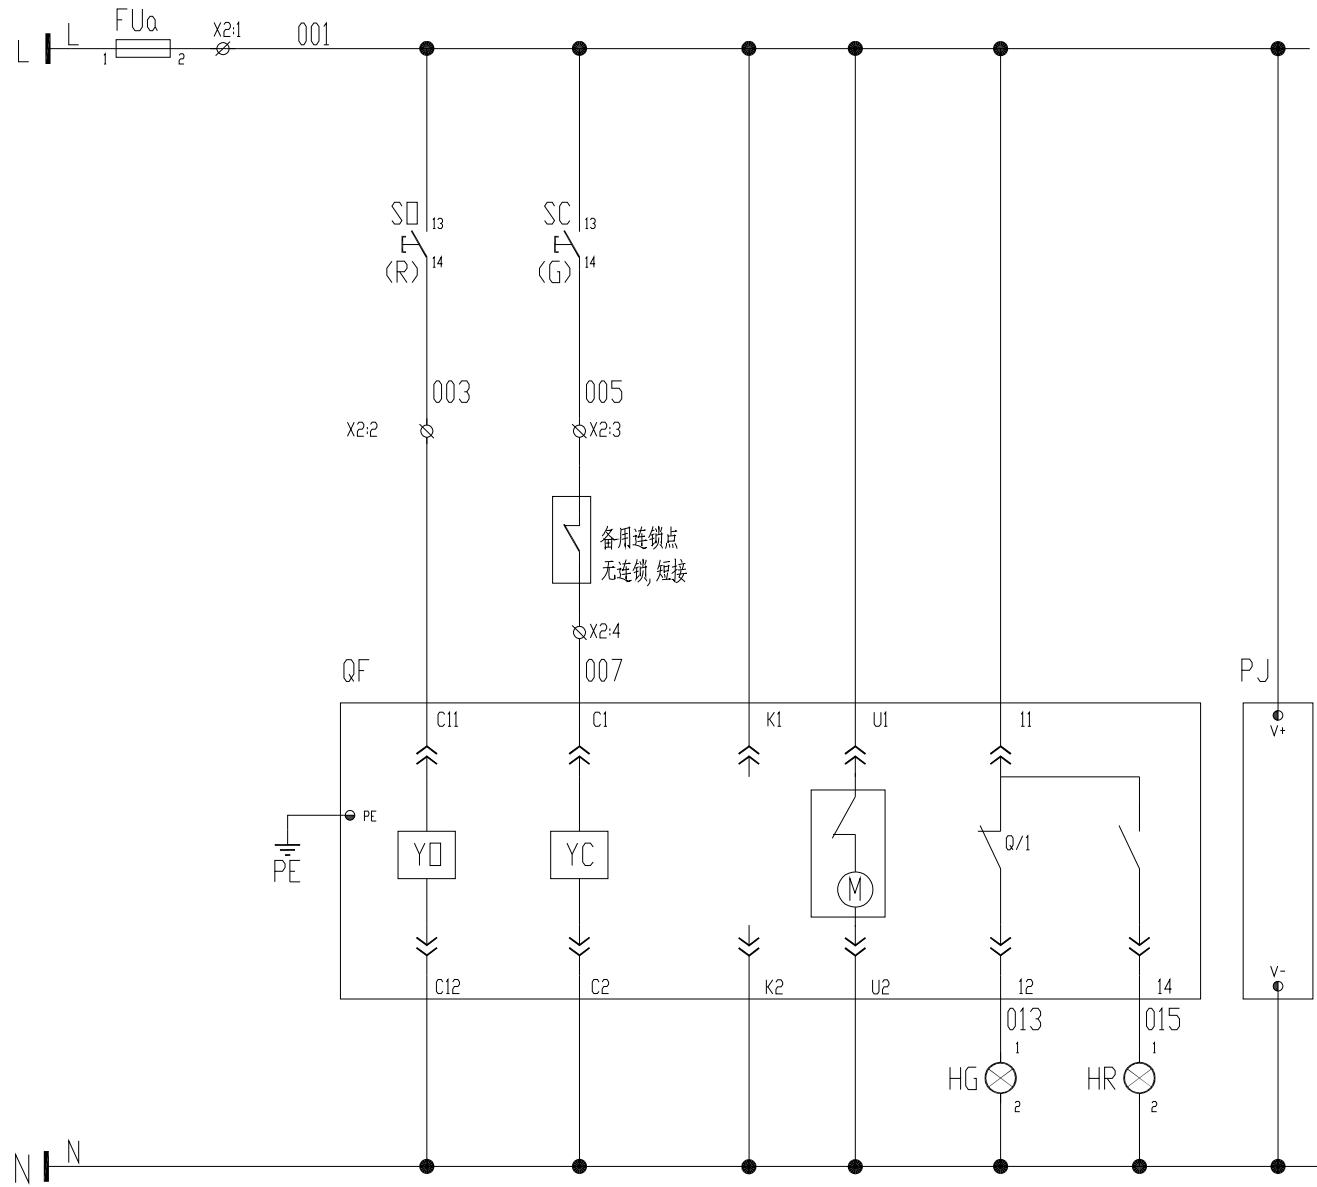 FUa
L
X2:1
001
L
1
2
SO
13
SC
13
14
14
(R)
(G)
003
005
X2:2
X2:3
备用连锁点
无连锁,短接
X2:4
QF
007
PJ
C11
C1
K1
U1
11
V+
PE
PE
YO
YC
M
Q/1
V-
C12
C2
K2
U2
12
14
013
015
1
1
HG
HR
2
2
N
N